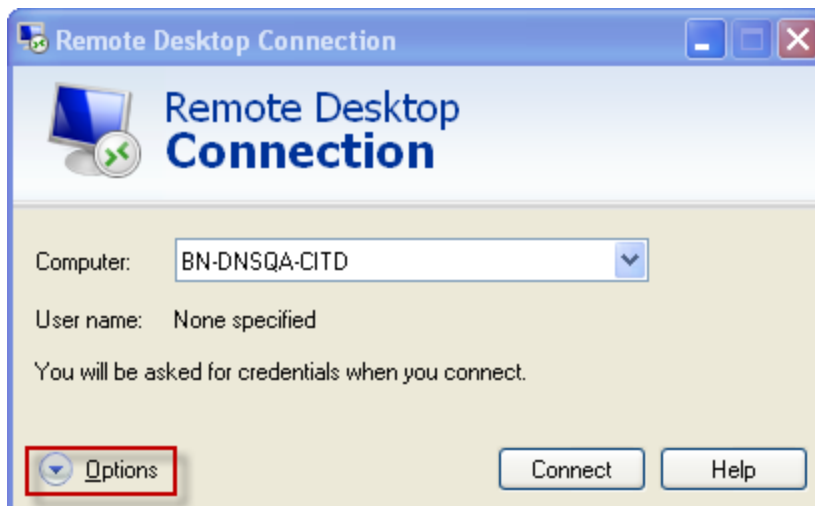 Remote Desktop Connection
Remote Desktop
Connection
Computer: BN-DNSQA-CITD
User name: None specified
You will be asked for credentials when you connect.
Options Connect Help